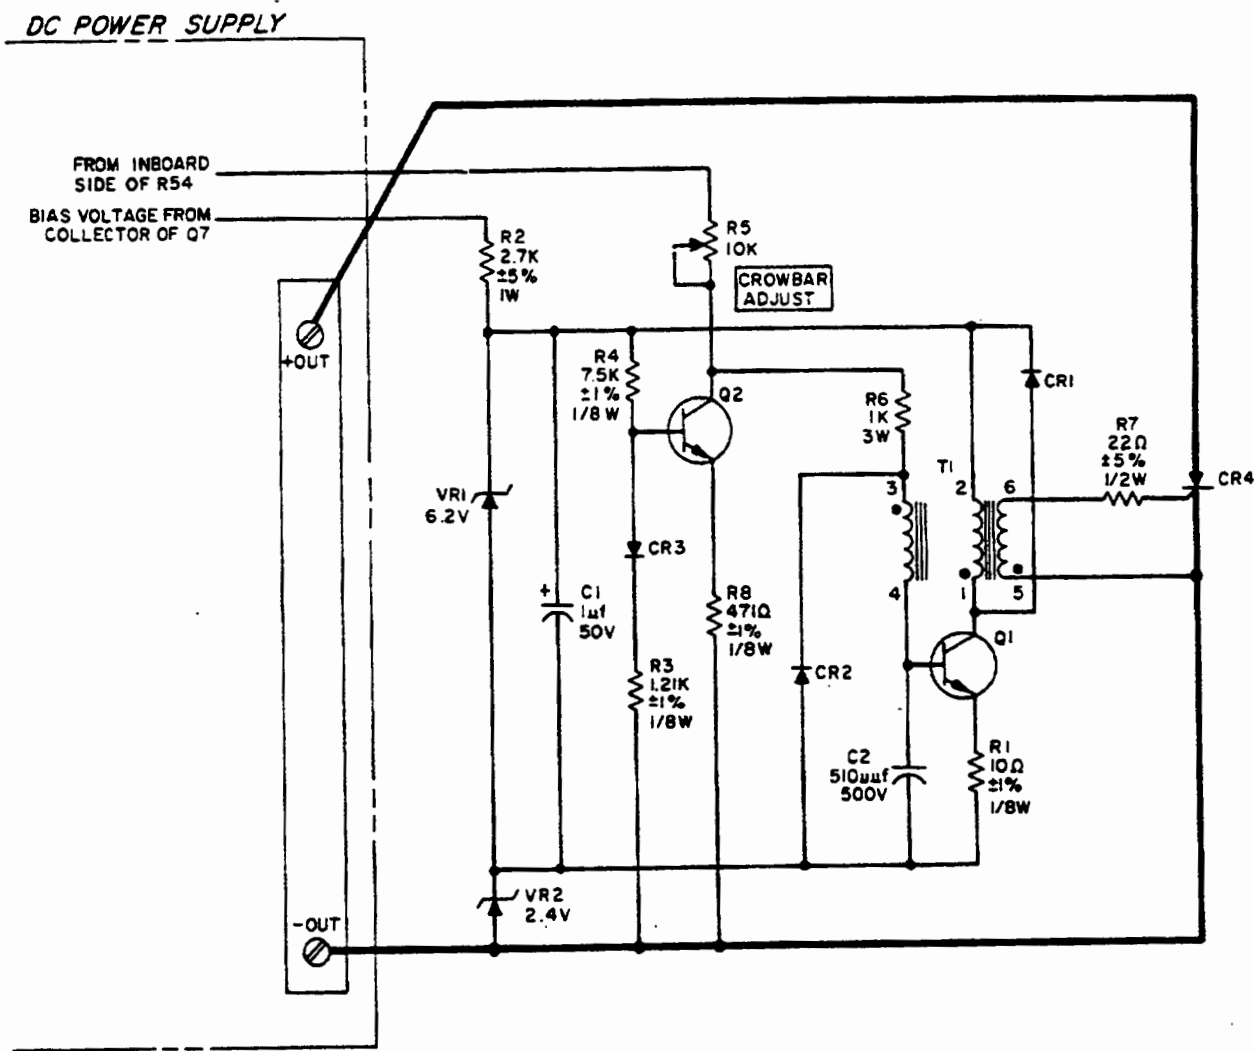 DC POWER SUPPLY
FROM INBOARD
SIDE OF R54
BIAS VOLTAGE FROM
COLLECTOR OF Q7
R2
2.7K
±5%
1W
R5
10K
CROWBAR
ADJUST
+OUT
R4
7.5K
±1%
1/8W
Q2
R6
1K
3W
CR1
R7
22Ω
±5%
1/2W
CR4
T1
3
2
6
VR1
6.2V
CR3
+
C1
1µf
50V
R8
471Ω
±1%
1/8W
4
1
5
Q1
R3
1.21K
±1%
1/8W
CR2
C2
510µµf
500V
R1
10Ω
±1%
1/8W
VR2
2.4V
-OUT